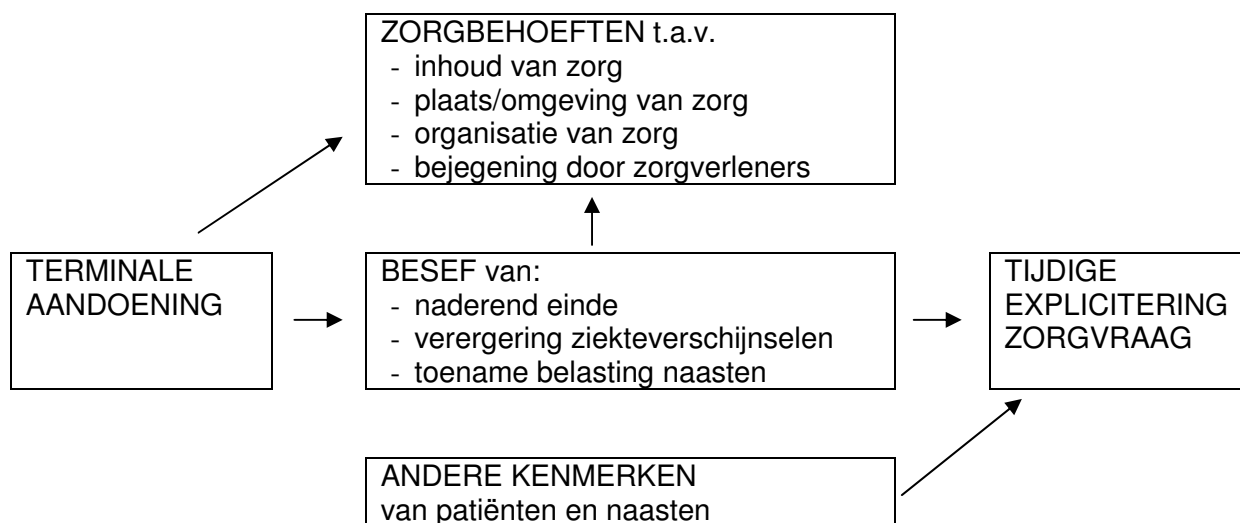 ZORGBEHOEFTEN t.a.v.
- inhoud van zorg
- plaats/omgeving van zorg
- organisatie van zorg
- bejegening door zorgverleners
TERMINALE
AANDOENING
BESEF van:
- naderend einde
- verergering ziekteverschijnselen
- toename belasting naasten
TIJDIGE
EXPLICITERING
ZORGVRAAG
ANDERE KENMERKEN
van patiënten en naasten